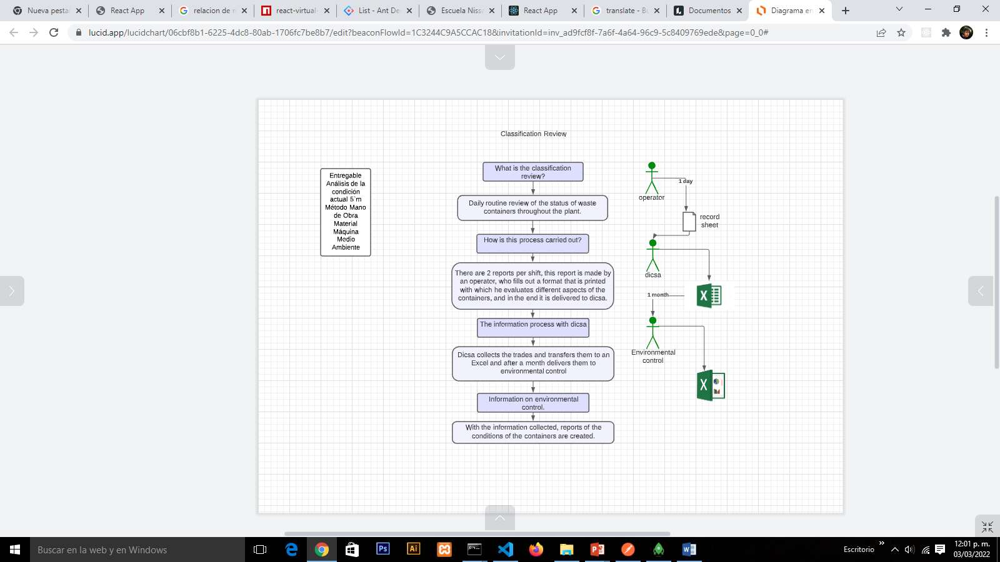 Nueva pesta
React App
relacion de
react-virtual-
List - Ant De
Escuela Niss
React App
translate - B
Documentos
Diagrama en
lucid.app/lucidchart/06cbf8b1-6225-4dc8-80ab-1706fc7be8b7/edit?beaconFlowId=1C3244C9A5CCAC18&invitationId=inv_ad9fcf8f-7a6f-4a64-96c9-5c8409769ede&page=0_0#
Classification Review
Entregable
Análisis de la
condición
actual 5`m
Método Mano
de Obra
Material
Máquina
Medio
Ambiente
What is the classification
review?
Daily routine review of the status of waste
containers throughout the plant.
How is this process carried out?
There are 2 reports per shift, this report is made by
an operator, who fills out a format that is printed
with which he evaluates different aspects of the
containers, and in the end it is delivered to dicsa.
The information process with dicsa
Dicsa collects the trades and transfers them to an
Excel and after a month delivers them to
environmental control
Information on environmental
control.
With the information collected, reports of the
conditions of the containers are created.
1 day
operator
record
sheet
dicsa
X
1 month
Environmental
control
X
Buscar en la web y en Windows
Ps
Ai
Escritorio
12:01 p. m.
03/03/2022